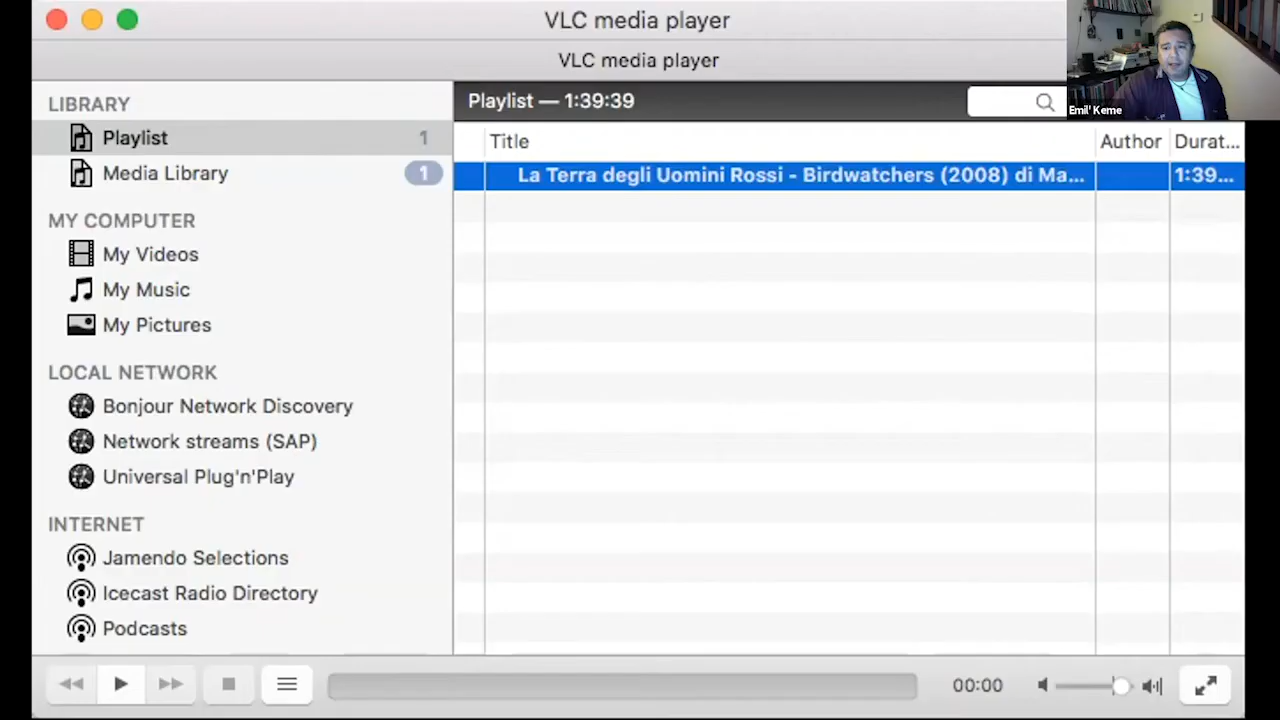 VLC media player
VLC media player
Emil' Keme
LIBRARY
Playlist 1
Media Library 1
MY COMPUTER
My Videos
My Music
My Pictures
LOCAL NETWORK
Bonjour Network Discovery
Network streams (SAP)
Universal Plug'n'Play
INTERNET
Jamendo Selections
Icecast Radio Directory
Podcasts
Playlist — 1:39:39
Title Author Durat...
La Terra degli Uomini Rossi - Birdwatchers (2008) di Ma... 1:39...
00:00